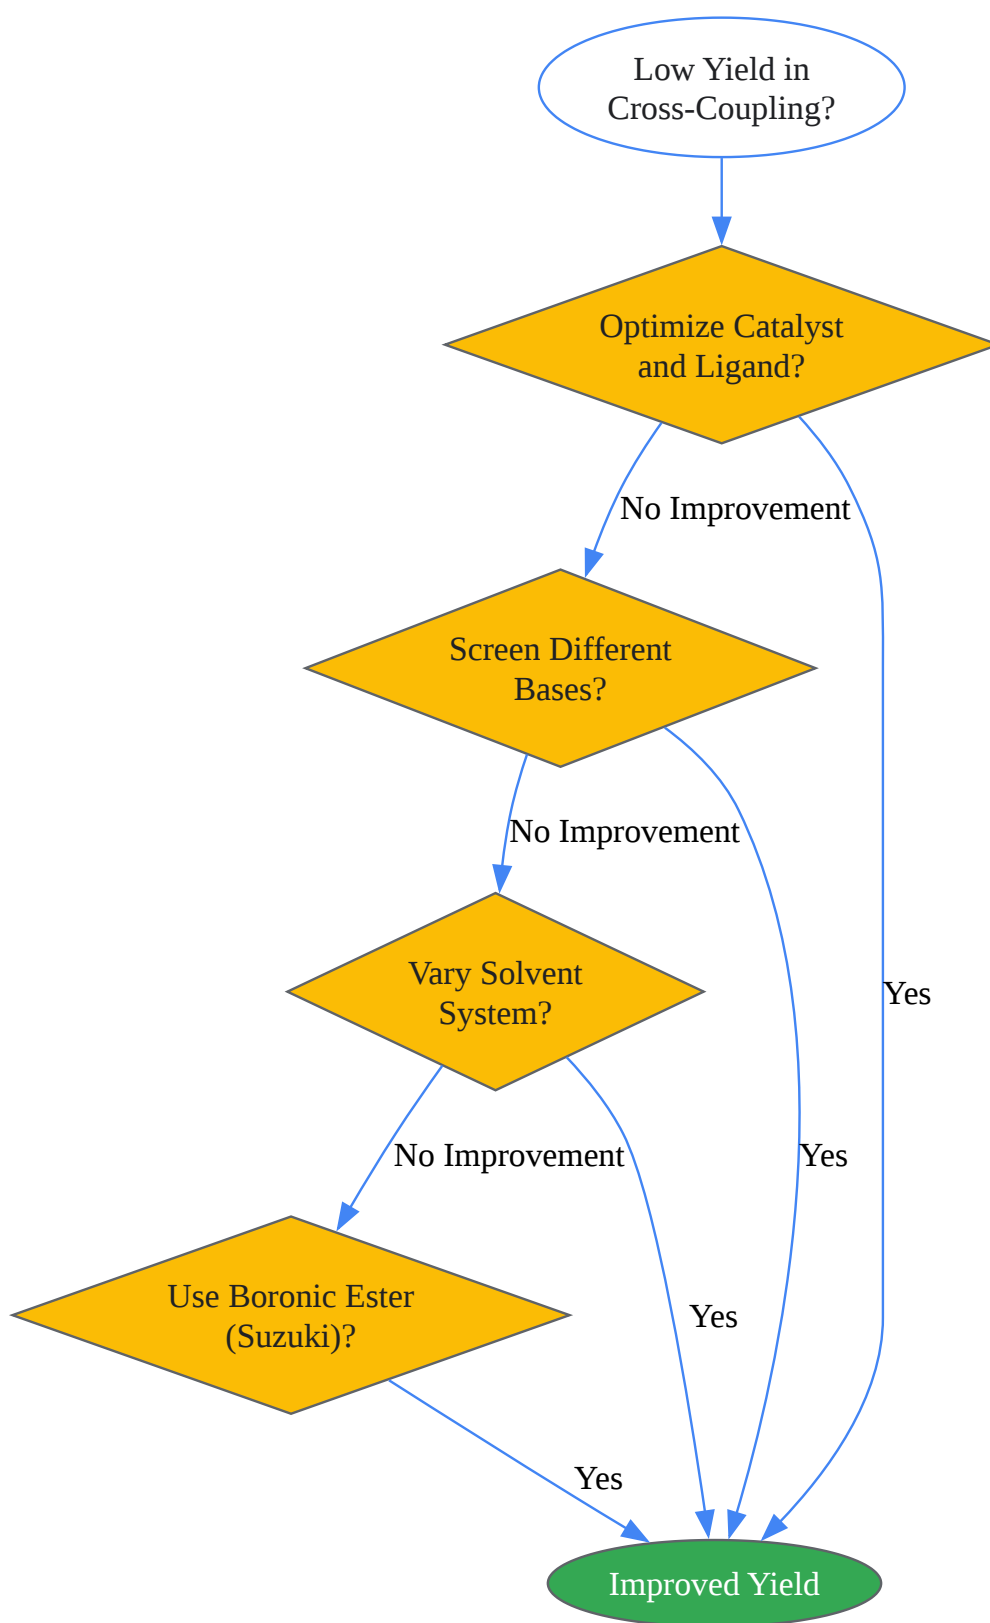 Low Yield in
Cross-Coupling?
Optimize Catalyst
and Ligand?
No Improvement
Screen Different
Bases?
No Improvement
Vary Solvent
System?
Yes
No Improvement
Yes
Use Boronic Ester
(Suzuki)?
Yes
Yes
Improved Yield